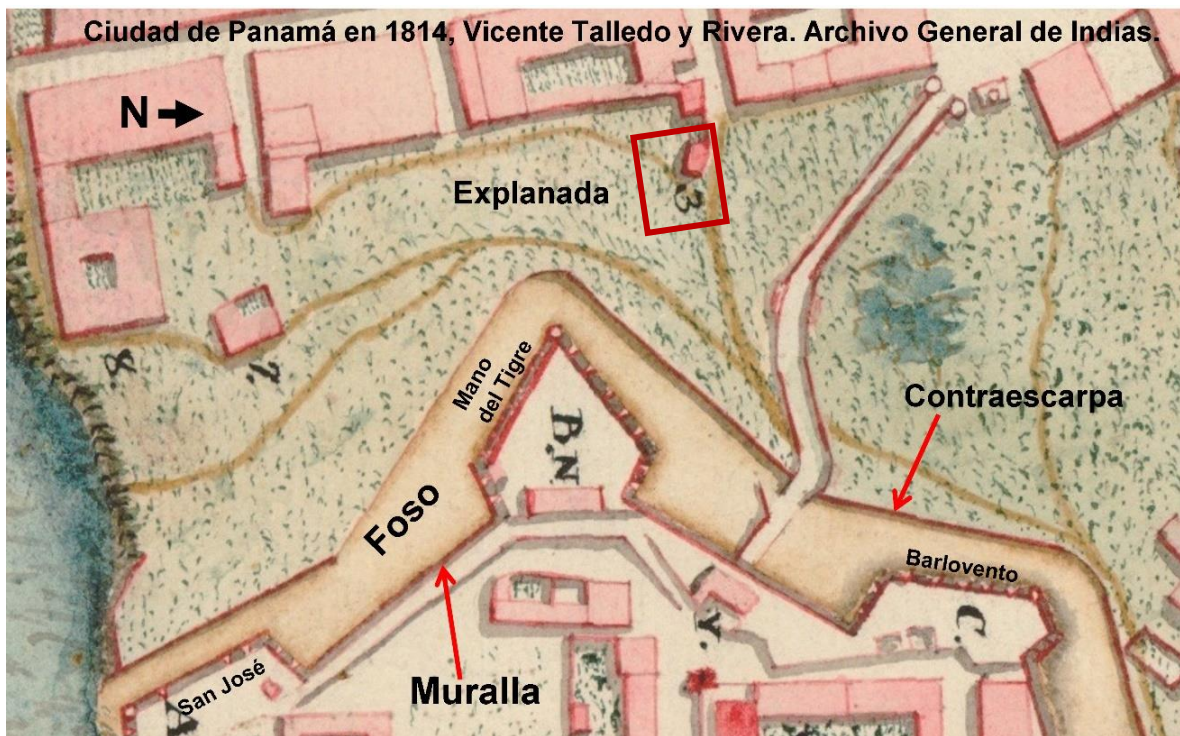 Ciudad de Panamá en 1814, Vicente Talledo y Rivera. Archivo General de Indias.
N
Explanada
3
8.
7.
Mano
del Tigre
B.N.
Contraescarpa
Foso
Barlovento
C.
Y.
San José
A
Muralla